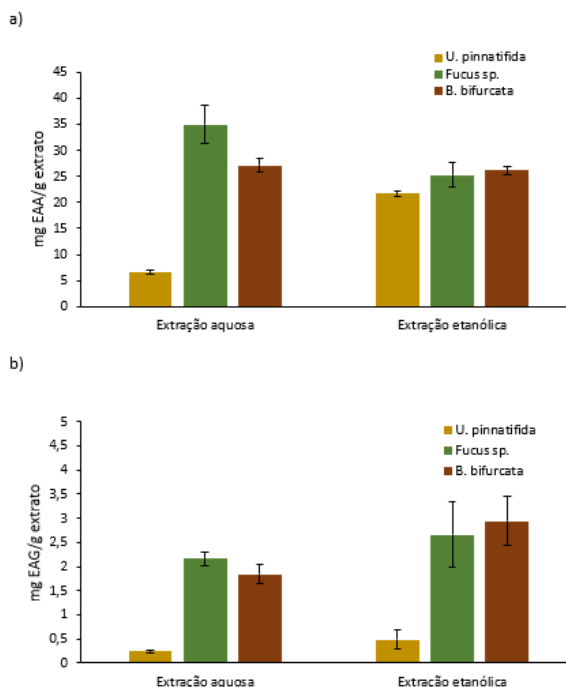 a)
U. pinnatifida
Fucus sp.
B. bifurcata
mg EAA/g extrato
45
40
35
30
25
20
15
10
5
0
Extração aquosa
Extração etanólica
b)
U. pinnatifida
Fucus sp.
B. bifurcata
mg EAG/g extrato
5
4,5
4
3,5
3
2,5
2
1,5
1
0,5
0
Extração aquosa
Extração etanólica